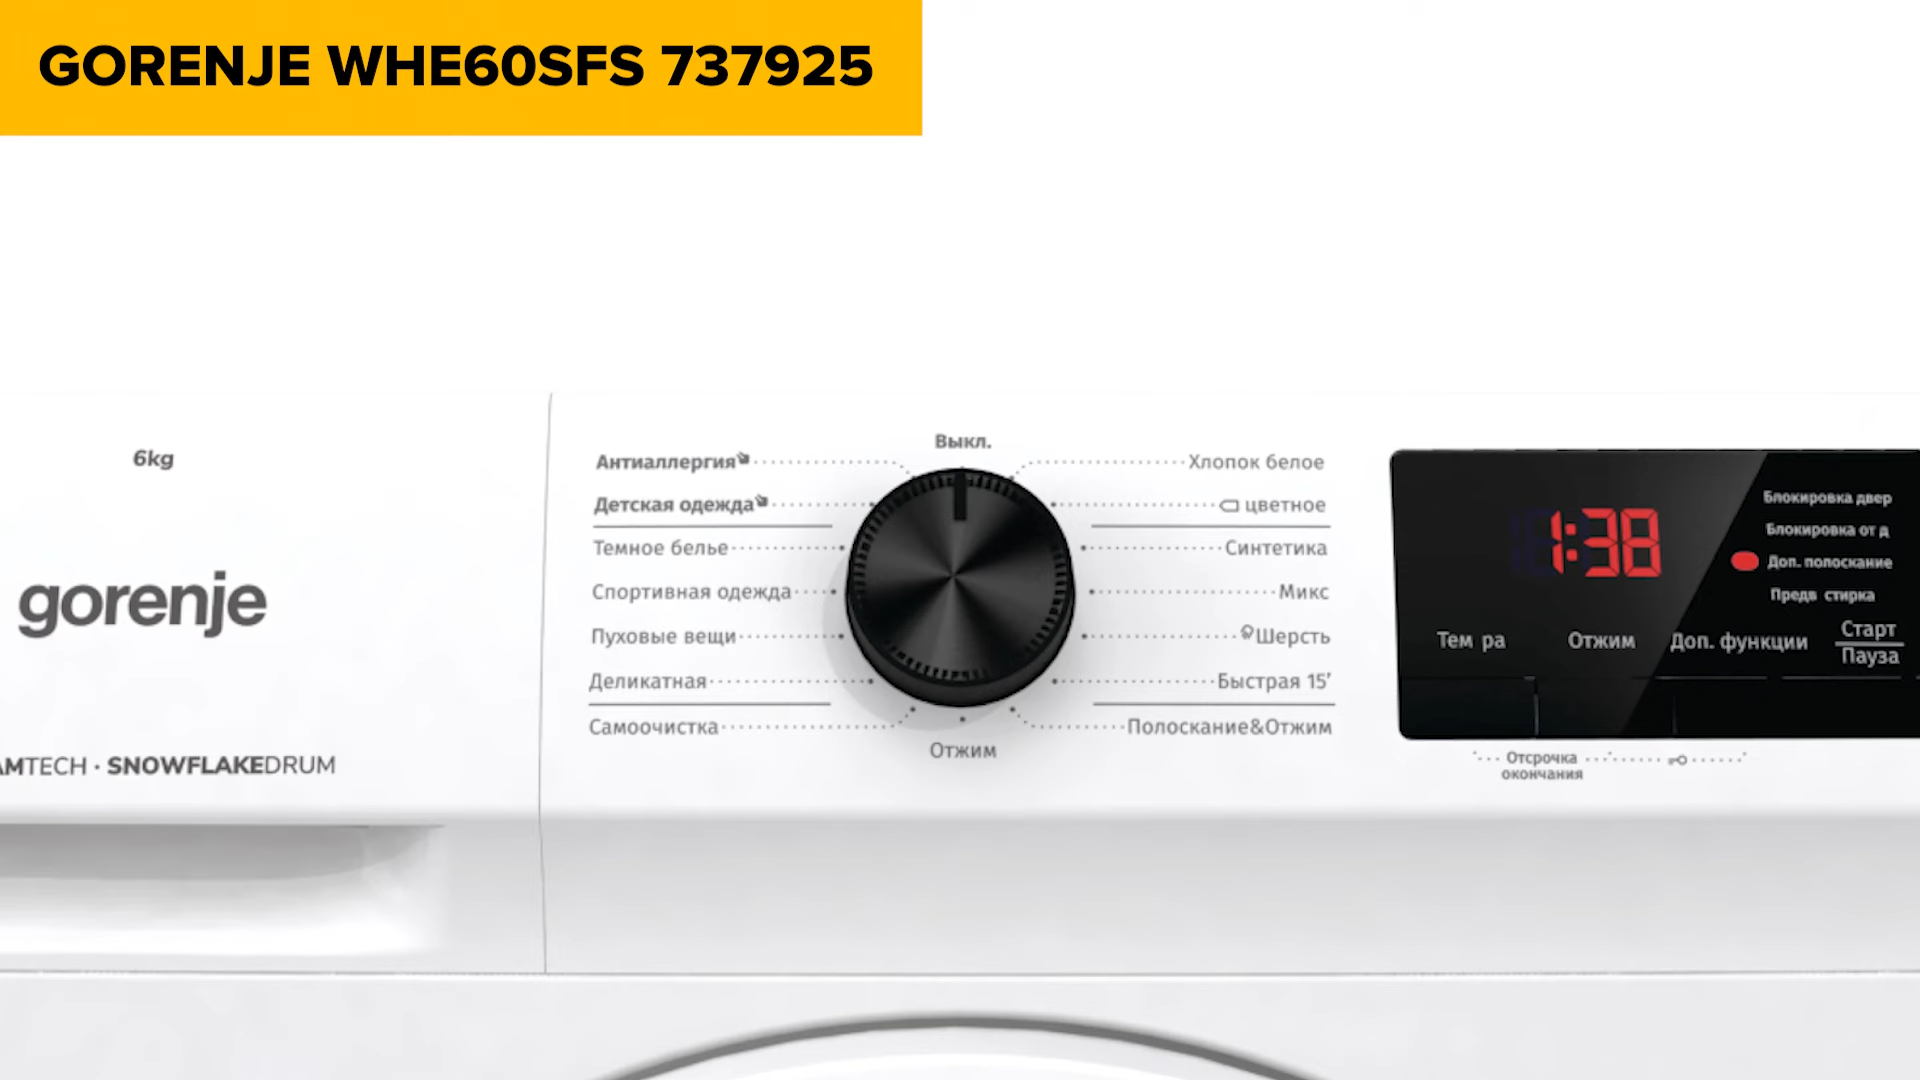 GORENJE WHE60SFS 737925
6kg
gorenje
TECH · SNOWFLAKEDRUM
Выкл.
Антиаллергия
Детская одежда
Темное белье
Спортивная одежда
Пуховые вещи
Деликатная
Самоочистка
Отжим
Хлопок белое
цветное
Синтетика
Микс
Шерсть
Быстрая 15'
Полоскание&Отжим
1:38
Блокировка двер
Блокировка от д
Доп. полоскание
Предв стирка
Тем ра
Отжим
Доп. функции
Старт
Пауза
Отсрочка
окончания